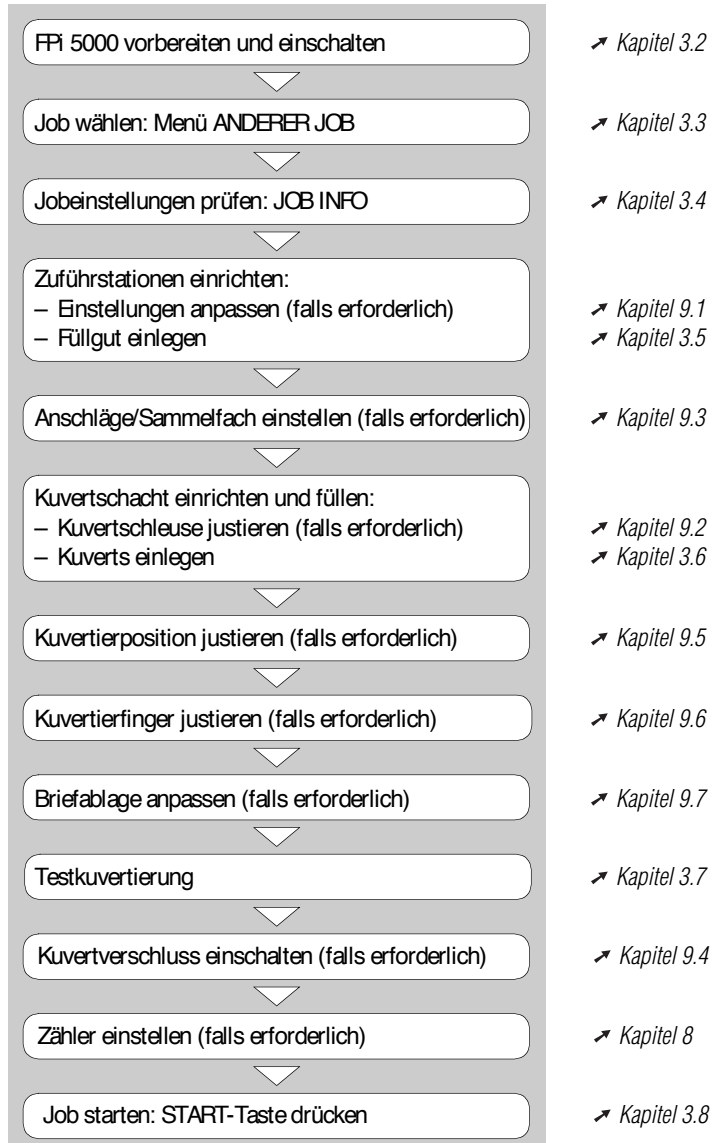 FPi 5000 vorbereiten und einschalten ➚ Kapitel 3.2
Job wählen: Menü ANDERER JOB ➚ Kapitel 3.3
Jobeinstellungen prüfen: JOB INFO ➚ Kapitel 3.4
Zuführstationen einrichten:
– Einstellungen anpassen (falls erforderlich) ➚ Kapitel 9.1
– Füllgut einlegen ➚ Kapitel 3.5
Anschläge/Sammelfach einstellen (falls erforderlich) ➚ Kapitel 9.3
Kuvertschacht einrichten und füllen:
– Kuvertschleuse justieren (falls erforderlich) ➚ Kapitel 9.2
– Kuverts einlegen ➚ Kapitel 3.6
Kuvertierposition justieren (falls erforderlich) ➚ Kapitel 9.5
Kuvertierfinger justieren (falls erforderlich) ➚ Kapitel 9.6
Briefablage anpassen (falls erforderlich) ➚ Kapitel 9.7
Testkuvertierung ➚ Kapitel 3.7
Kuvertverschluss einschalten (falls erforderlich) ➚ Kapitel 9.4
Zähler einstellen (falls erforderlich) ➚ Kapitel 8
Job starten: START-Taste drücken ➚ Kapitel 3.8